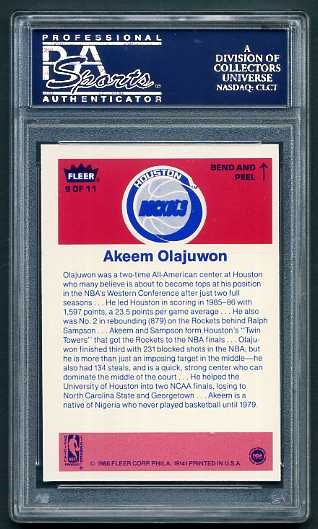 PROFESSIONAL
PSA
Sports
AUTHENTICATOR
A
DIVISION OF
COLLECTORS
UNIVERSE
NASDAQ: CLCT
FLEER
9 OF 11
HOUSTON
ROCKETS
BEND AND
PEEL
Akeem Olajuwon
Olajuwon was a two-time All-American center at Houston
who many believe is about to become tops at his position
in the NBA's Western Conference after just two full
seasons . . . He led Houston in scoring in 1985-86 with
1,597 points, a 23.5 points per game average . . . He also
was No. 2 in rebounding (879) on the Rockets behind Ralph
Sampson . . . Akeem and Sampson form Houston's "Twin
Towers" that got the Rockets to the NBA finals . . . Olaju-
won finished third with 231 blocked shots in the NBA, but
he is more than just an imposing target in the middle—he
also had 134 steals, and is a quick, strong center who can
dominate the middle of the court . . . He helped the
University of Houston into two NCAA finals, losing to
North Carolina State and Georgetown . . . Akeem is a
native of Nigeria who never played basketball until 1979.
© 1986 FLEER CORP. PHILA. 19141 PRINTED IN U.S.A.